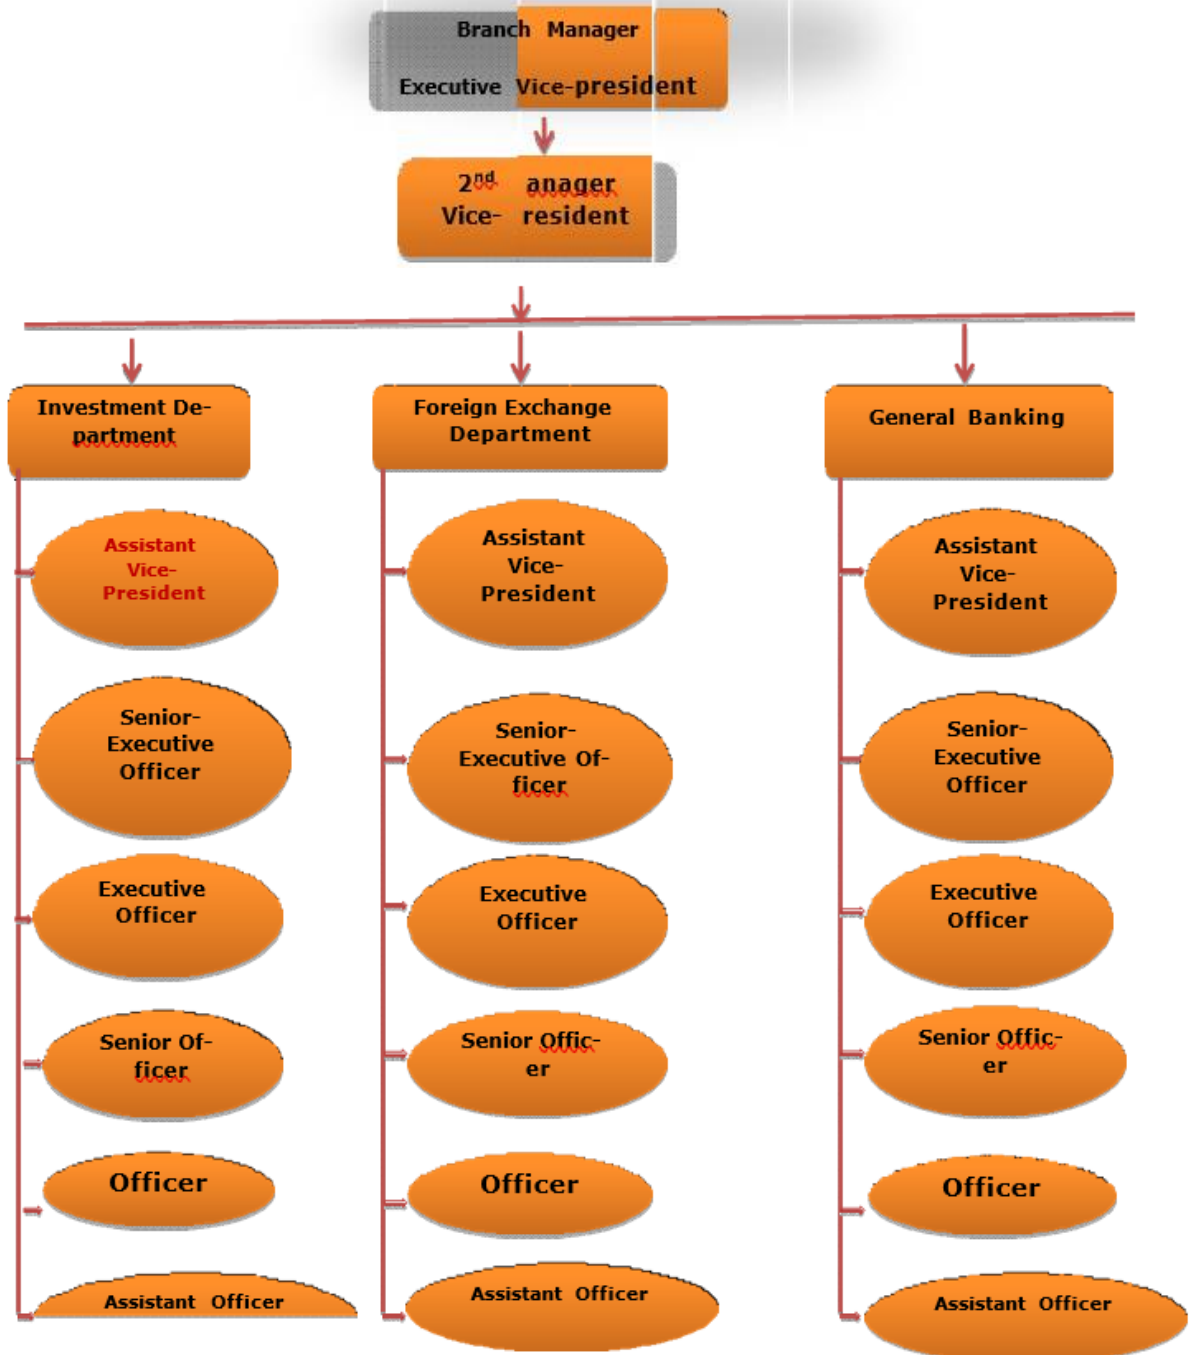 Branch Manager
Executive Vice-president
2nd anager
Vice- resident
Investment De-
partment
Foreign Exchange
Department
General Banking
Assistant
Vice-
President
Assistant
Vice-
President
Assistant
Vice-
President
Senior-
Executive
Officer
Senior-
Executive Of-
ficer
Senior-
Executive
Officer
Executive
Officer
Executive
Officer
Executive
Officer
Senior Of-
ficer
Senior Offic-
er
Senior Offic-
er
Officer
Officer
Officer
Assistant Officer
Assistant Officer
Assistant Officer